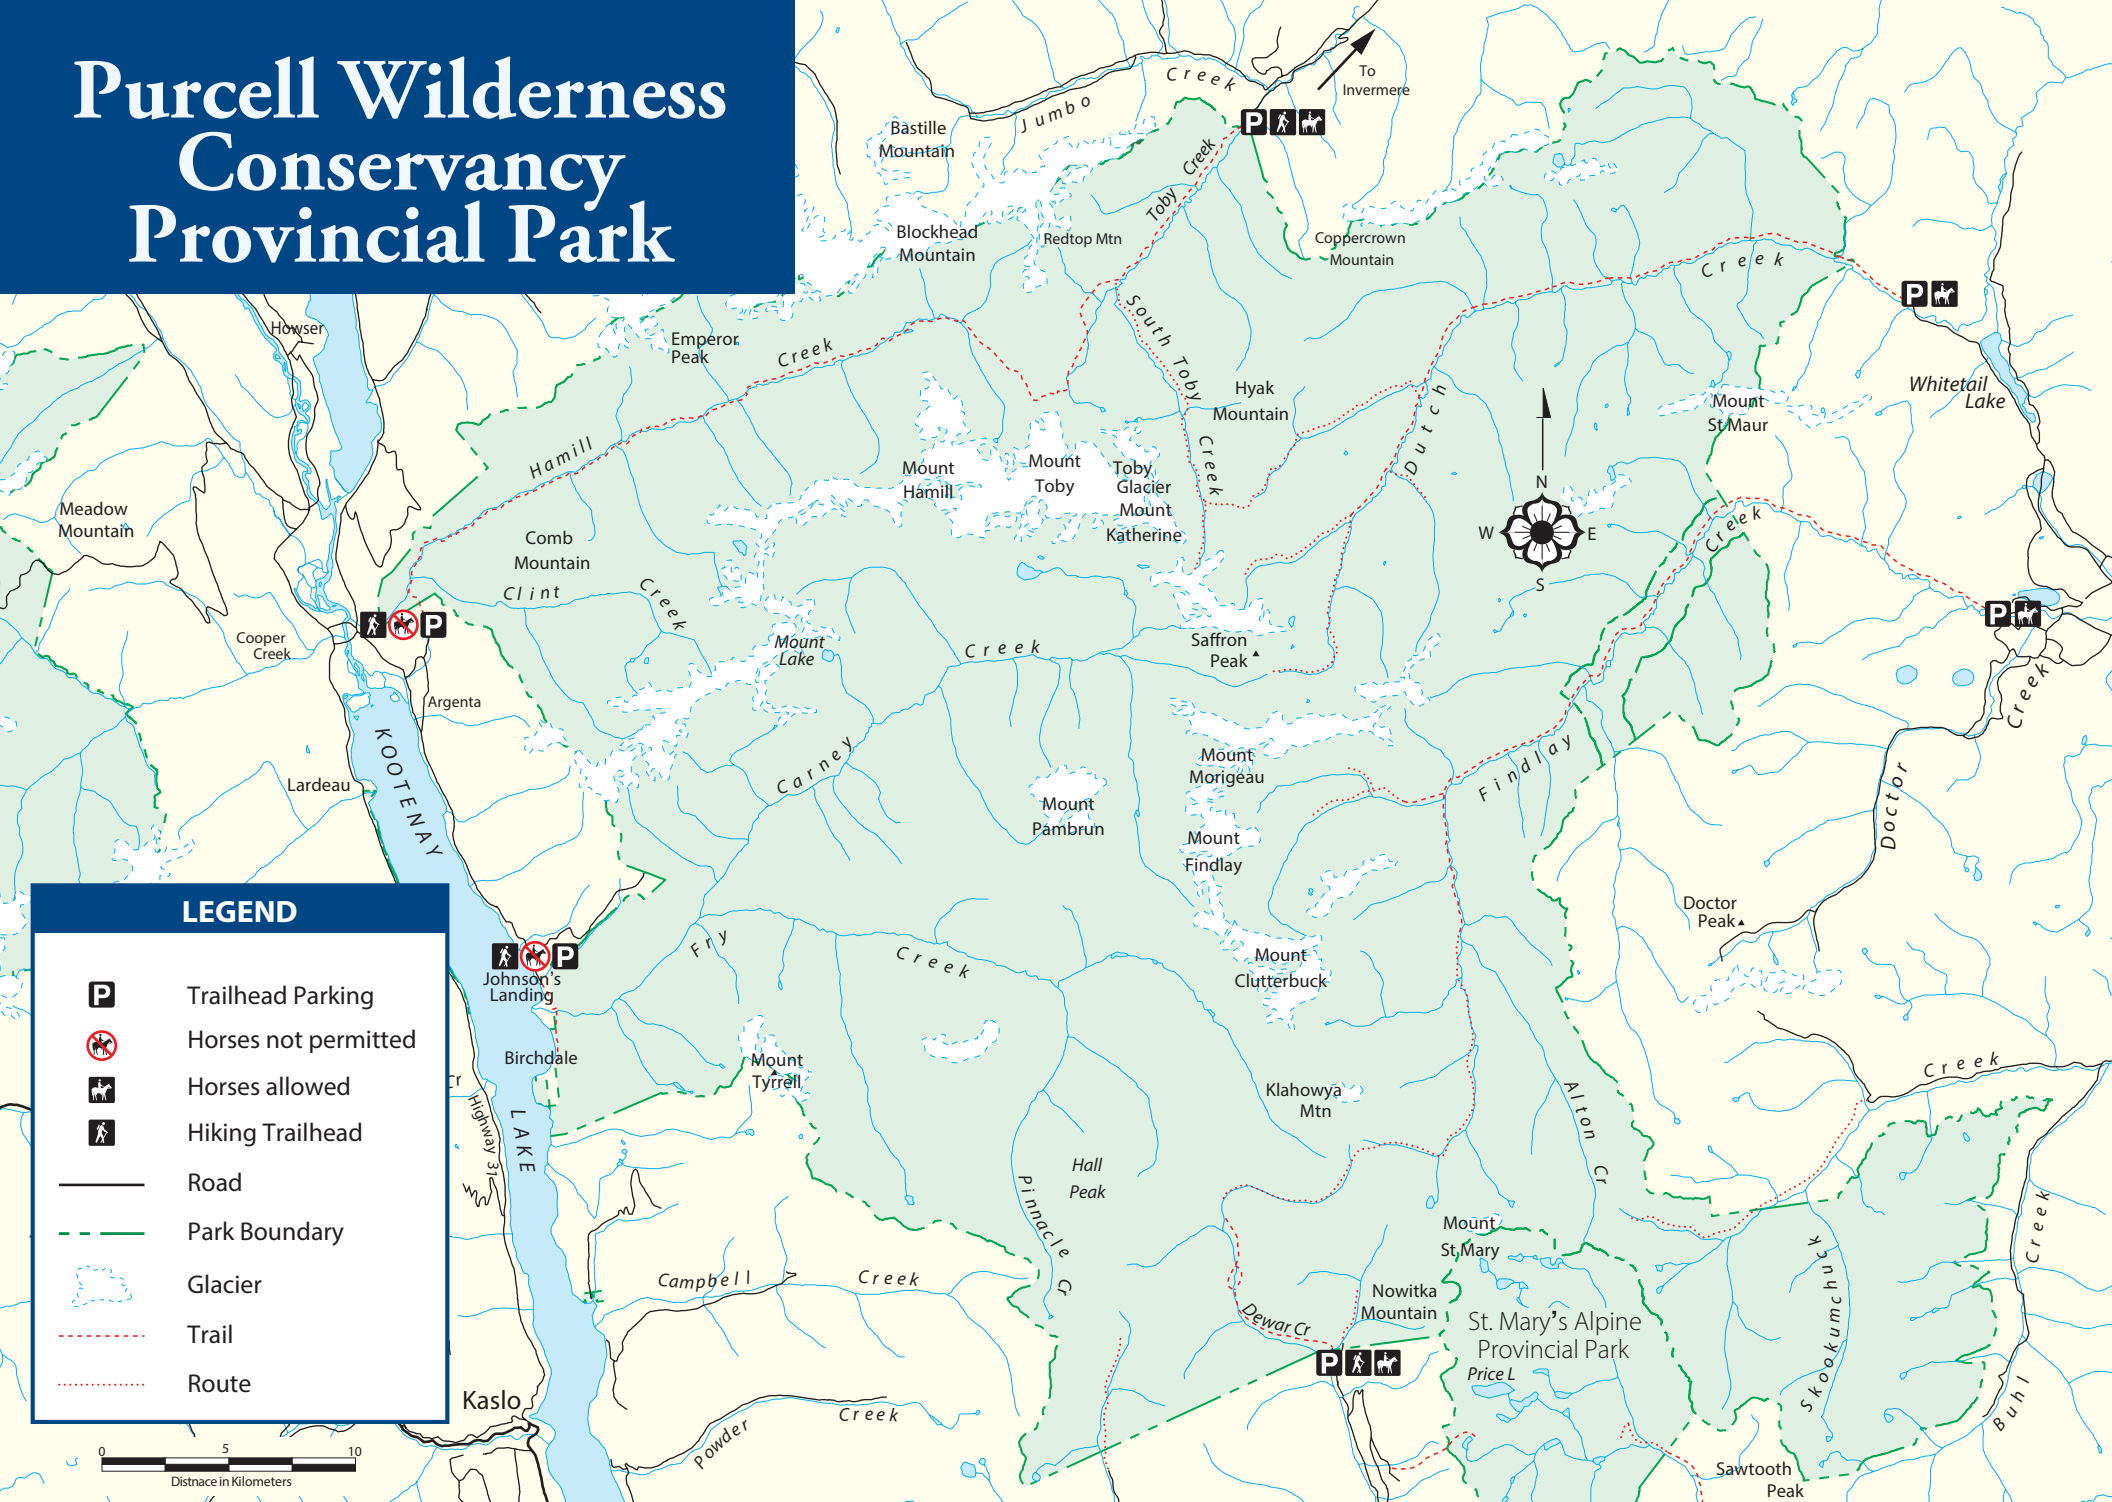 Purcell Wilderness
Conservancy
Provincial Park
Jumbo
Creek
To
Invermere
Bastille
Mountain
P
Toby Creek
Blockhead
Mountain
Redtop Mtn
Coppercrown
Mountain
Creek
P
Howser
Emperor
Peak
Creek
South Toby
Creek
Hyak
Mountain
Dutch
Mount
St Maur
Whitetail
Lake
Hamill
Mount
Hamill
Mount
Toby
Toby
Glacier
Mount
Katherine
N
W
E
S
Creek
Meadow
Mountain
Comb
Mountain
Clint
Creek
P
P
Cooper
Creek
Mount
Lake
Creek
Saffron
Peak
Argenta
Creek
KOOTENAY
LAKE
Lardeau
Carney
Mount
Morigeau
Findlay
Doctor
Mount
Pambrun
Mount
Findlay
Doctor
Peak
Fry
Creek
Mount
Clutterbuck
P
Johnson's
Landing
Birchdale
Mount
Tyrrell
Klahowya
Mtn
Alton
Cr
Creek
Cr
Highway 31
Hall
Peak
Pinnacle
Cr
Mount
St Mary
Creek
Campbell
Creek
Dewar Cr
Nowitka
Mountain
St. Mary's Alpine
Provincial Park
Price L
Skookumchuck
Buhl
P
Kaslo
Powder
Creek
Sawtooth
Peak
LEGEND
P Trailhead Parking
Horses not permitted
Horses allowed
Hiking Trailhead
Road
Park Boundary
Glacier
Trail
Route
0 5 10
Distnace in Kilometers